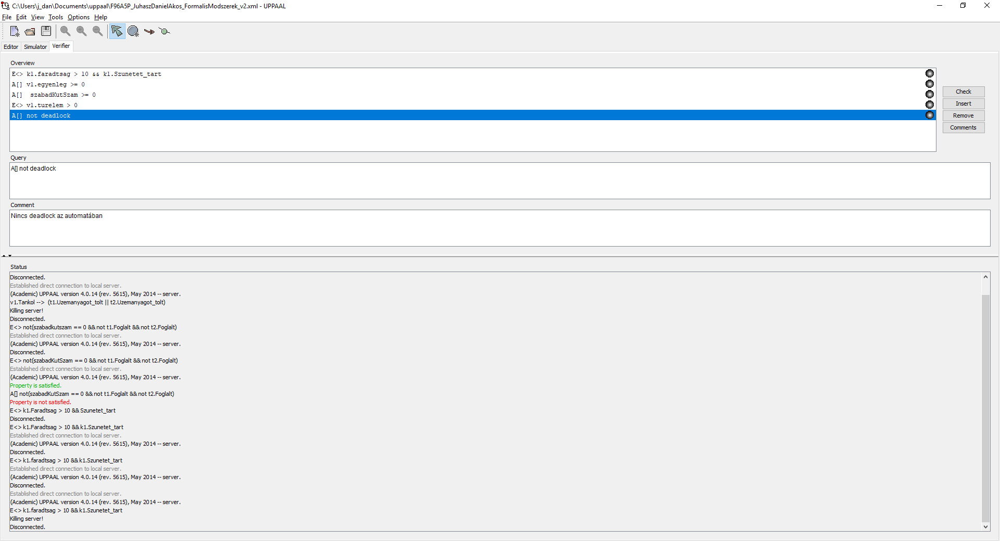 C:\Users\j_dan\Documents\uppaal\F96A5P_JuhaszDanielAkos_FormalisModszerek_v2.xml - UPPAAL
File Edit View Tools Options Help
Editor Simulator Verifier
Overview
E<> k1.faradtsag > 10 && k1.Szunetet_tart
A[] v1.egyenleg >= 0
A[] szabadKutSzam >= 0
E<> v1.turelem > 0
A[] not deadlock
Check
Insert
Remove
Comments
Query
A[] not deadlock
Comment
Nincs deadlock az automatában
Status
Disconnected.
Established direct connection to local server.
(Academic) UPPAAL version 4.0.14 (rev. 5615), May 2014 -- server.
v1.Tankol --> (t1.Uzemanyagot_tolt || t2.Uzemanyagot_tolt)
Killing server!
Disconnected.
E<> not(szabadkutszam == 0 && not t1.Foglalt && not t2.Foglalt)
Established direct connection to local server.
(Academic) UPPAAL version 4.0.14 (rev. 5615), May 2014 -- server.
Disconnected.
E<> not(szabadKutSzam == 0 && not t1.Foglalt && not t2.Foglalt)
Established direct connection to local server.
(Academic) UPPAAL version 4.0.14 (rev. 5615), May 2014 -- server.
Property is satisfied.
A[] not(szabadKutSzam == 0 && not t1.Foglalt && not t2.Foglalt)
Property is not satisfied.
E<> k1.Faradtsag > 10 && Szunetet_tart
Disconnected.
E<> k1.Faradtsag > 10 && k1.Szunetet_tart
Established direct connection to local server.
(Academic) UPPAAL version 4.0.14 (rev. 5615), May 2014 -- server.
Disconnected.
E<> k1.faradtsag > 10 && k1.Szunetet_tart
Established direct connection to local server.
(Academic) UPPAAL version 4.0.14 (rev. 5615), May 2014 -- server.
Disconnected.
Established direct connection to local server.
(Academic) UPPAAL version 4.0.14 (rev. 5615), May 2014 -- server.
E<> k1.faradtsag > 10 && k1.Szunetet_tart
Killing server!
Disconnected.